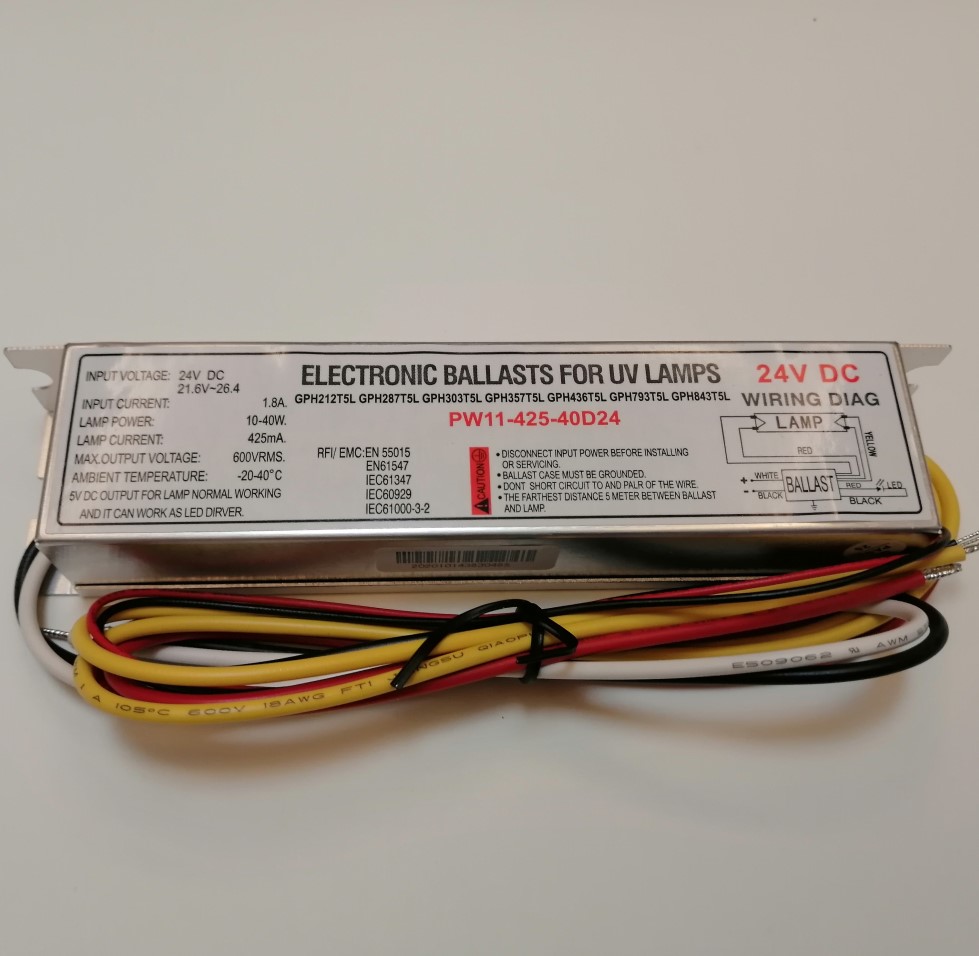 INPUT VOLTAGE: 24V DC
21.6V~26.4
INPUT CURRENT: 1.8A.
LAMP POWER: 10-40W.
LAMP CURRENT: 425mA.
MAX.OUTPUT VOLTAGE: 600VRMS.
AMBIENT TEMPERATURE: -20-40°C
5V DC OUTPUT FOR LAMP NORMAL WORKING
AND IT CAN WORK AS LED DIRVER.
ELECTRONIC BALLASTS FOR UV LAMPS
GPH212T5L GPH287T5L GPH303T5L GPH357T5L GPH436T5L GPH793T5L GPH843T5L
PW11-425-40D24
RFI/ EMC:EN 55015
EN61547
IEC61347
IEC60929
IEC61000-3-2
CAUTION
• DISCONNECT INPUT POWER BEFORE INSTALLING
OR SERVICING.
• BALLAST CASE MUST BE GROUNDED.
• DONT SHORT CIRCUIT TO AND PALR OF THE WIRE.
• THE FARTHEST DISTANCE 5 METER BETWEEN BALLAST
AND LAMP.
24V DC
WIRING DIAG
LAMP
RED
YELLOW
+ WHITE
- BLACK
BALLAST
RED
LED
BLACK
105°C 600V 18AWG FT1
E509062
AWM